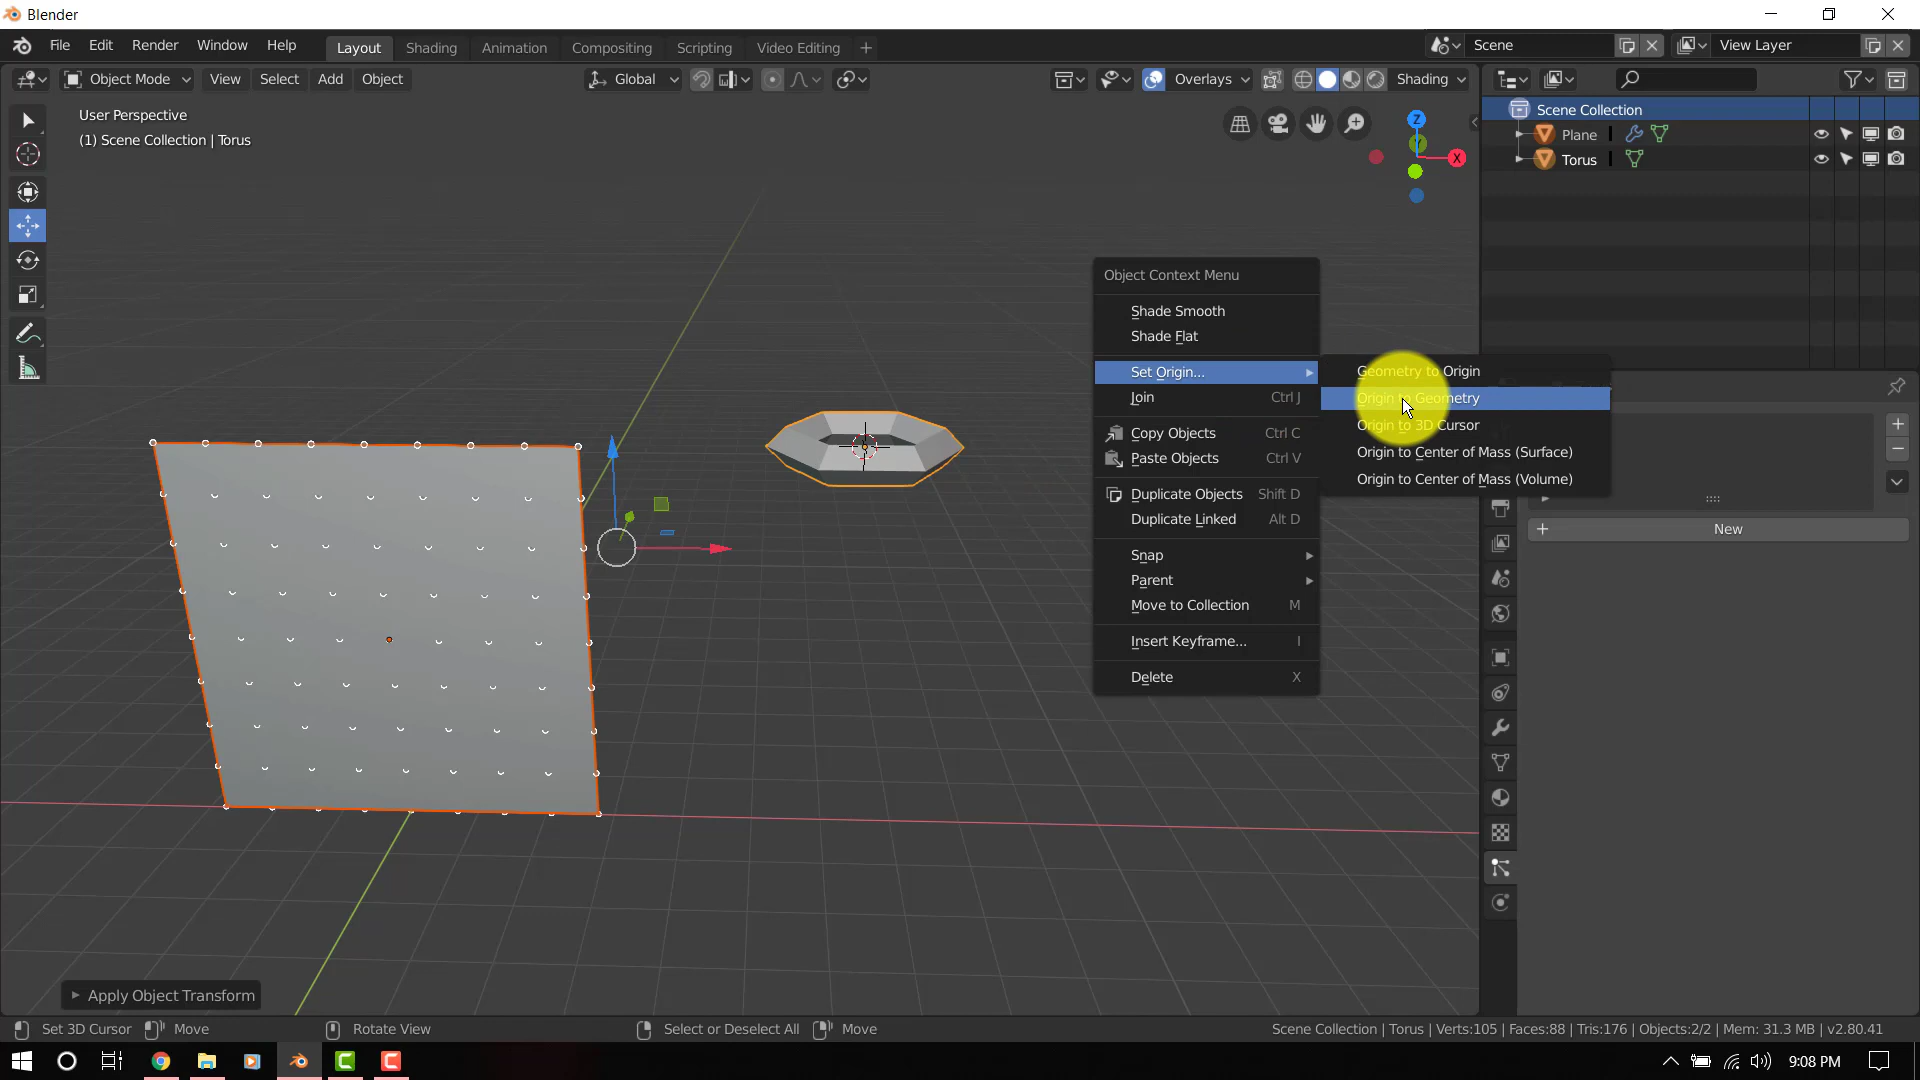 Blender
File Edit Render Window Help Layout Shading Animation Compositing Scripting Video Editing + Scene View Layer
Object Mode View Select Add Object Global Overlays Shading
User Perspective
(1) Scene Collection | Torus
Z
X
Scene Collection
Plane
Torus
Object Context Menu
Shade Smooth
Shade Flat
Set Origin...
Join Ctrl J
Copy Objects Ctrl C
Paste Objects Ctrl V
Duplicate Objects Shift D
Duplicate Linked Alt D
Snap
Parent
Move to Collection M
Insert Keyframe... I
Delete X
Geometry to Origin
Origin to Geometry
Origin to 3D Cursor
Origin to Center of Mass (Surface)
Origin to Center of Mass (Volume)
+ New
Apply Object Transform
Set 3D Cursor Move Rotate View Select or Deselect All Move Scene Collection | Torus | Verts:105 | Faces:88 | Tris:176 | Objects:2/2 | Mem: 31.3 MB | v2.80.41
9:08 PM